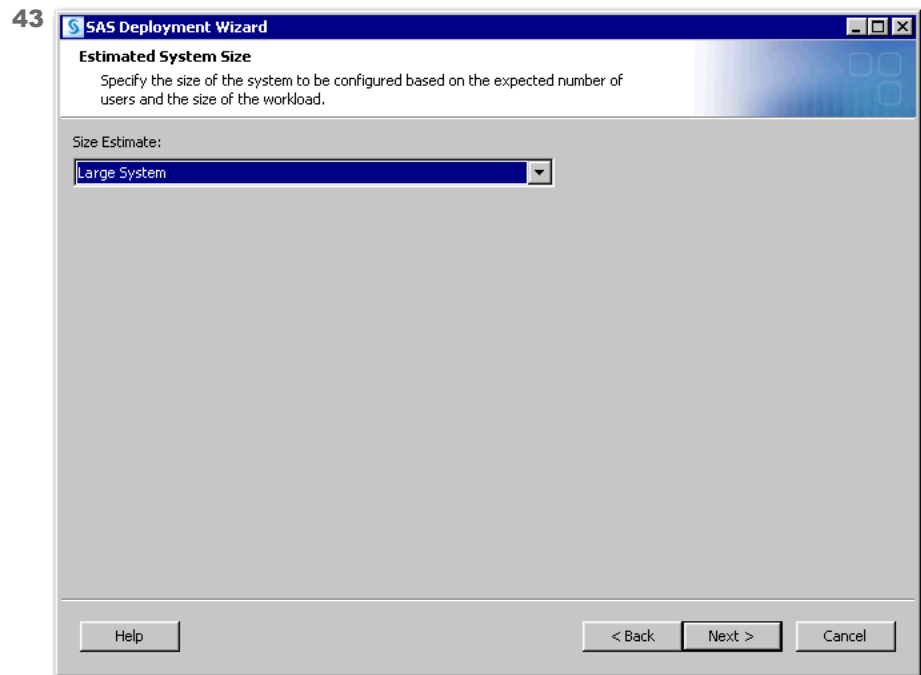 43
SAS Deployment Wizard
Estimated System Size
Specify the size of the system to be configured based on the expected number of
users and the size of the workload.
Size Estimate:
Large System
Help
< Back
Next >
Cancel